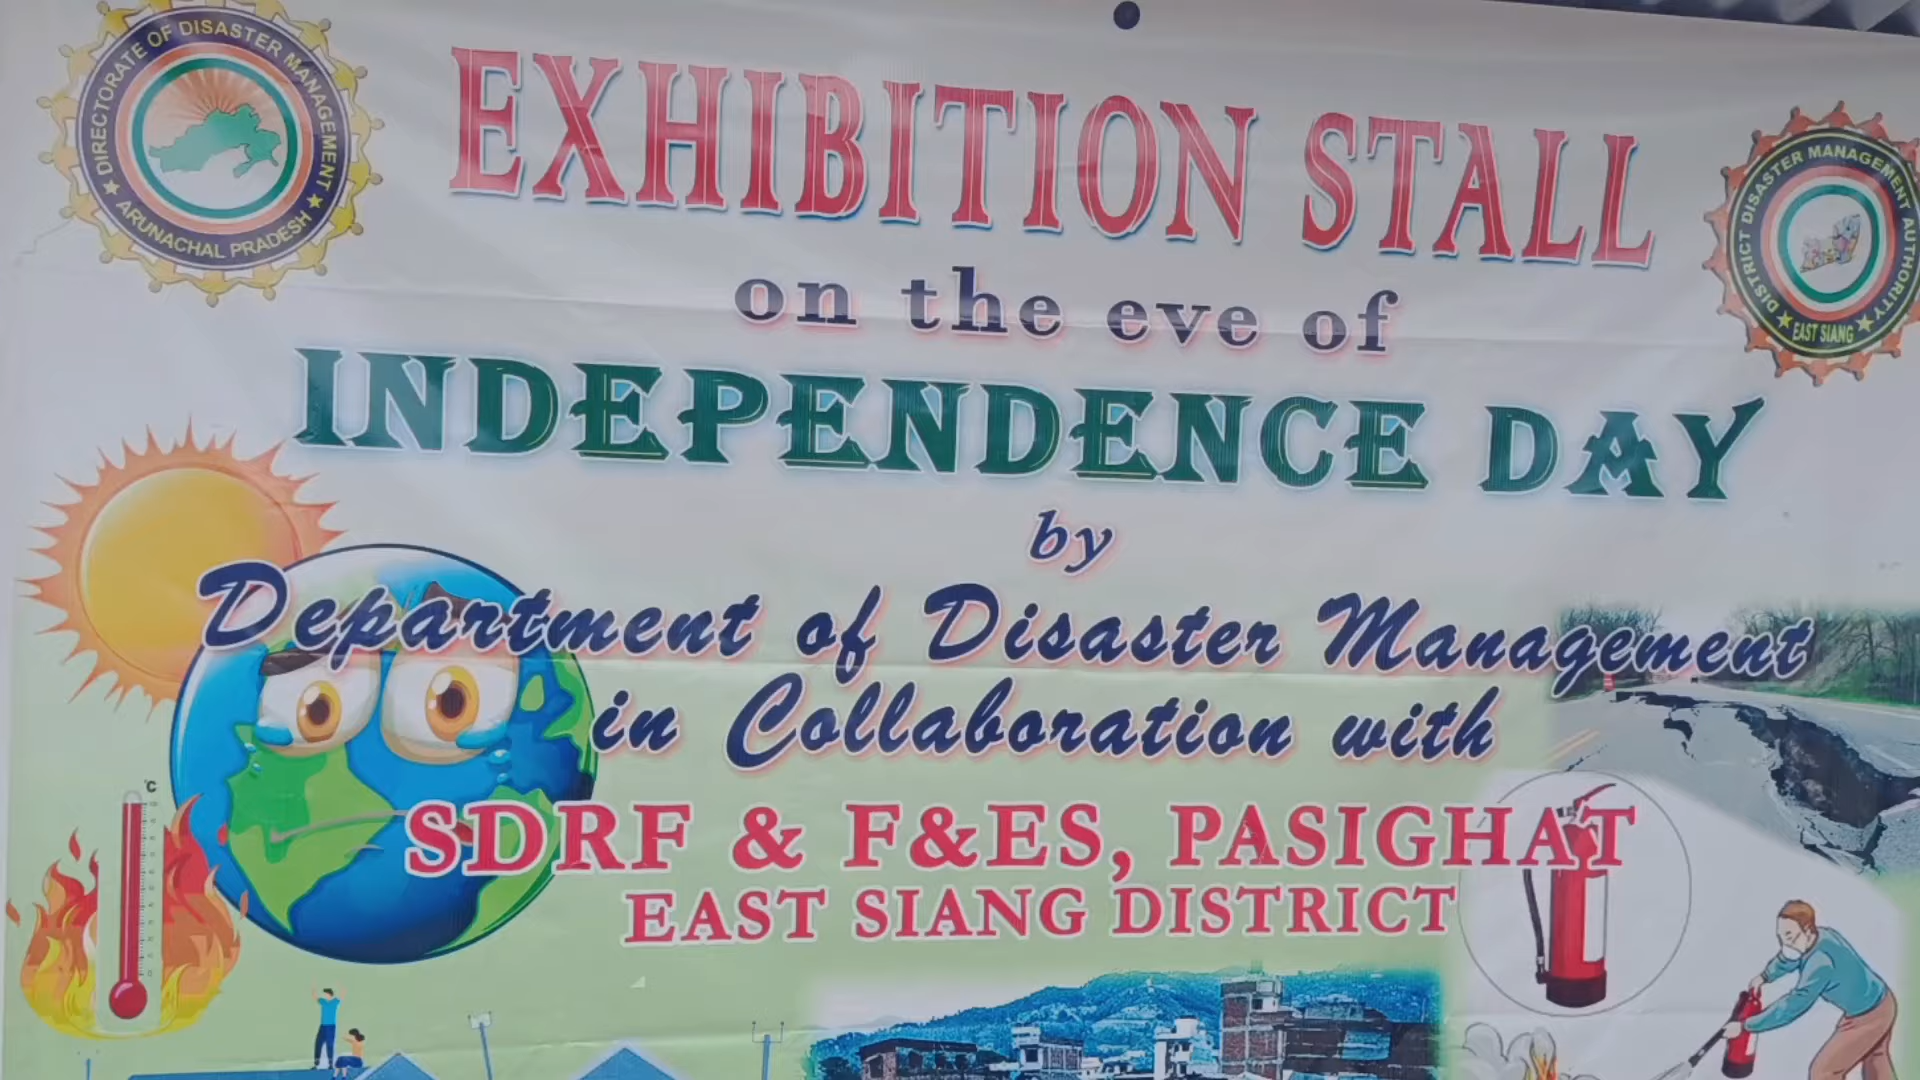 DIRECTORATE OF DISASTER MANAGEMENT
ARUNACHAL PRADESH
EXHIBITION STALL
DISTRICT DISASTER MANAGEMENT AUTHORITY
EAST SIANG
on the eve of
INDEPENDENCE DAY
by
Department of Disaster Management
in Collaboration with
°C
SDRF & F&ES, PASIGHAT
EAST SIANG DISTRICT